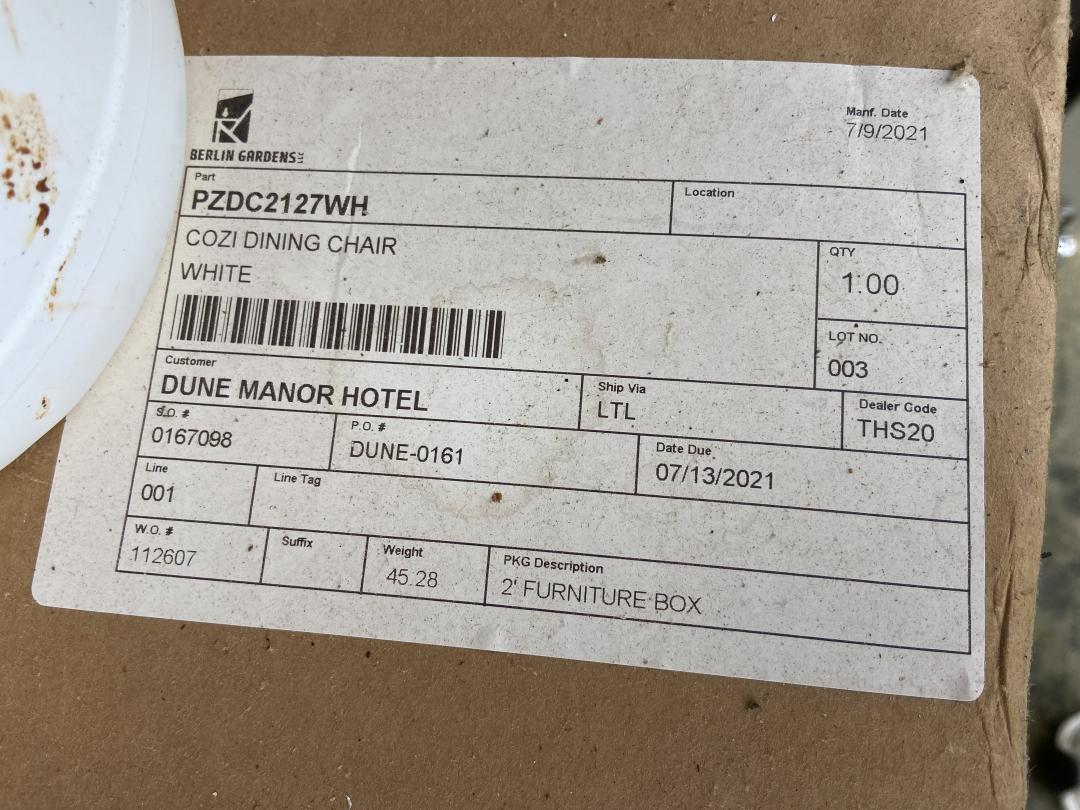 BERLIN GARDENS LLC
Manf. Date
7/9/2021
Part
PZDC2127WH
Location
COZI DINING CHAIR
WHITE
QTY
1.00
LOT NO.
003
Customer
DUNE MANOR HOTEL
Ship Via
LTL
Dealer Code
THS20
S.O. #
0167098
P.O. #
DUNE-0161
Date Due
07/13/2021
Line
001
Line Tag
W.O. #
112607
Suffix
Weight
45.28
PKG Description
2' FURNITURE BOX